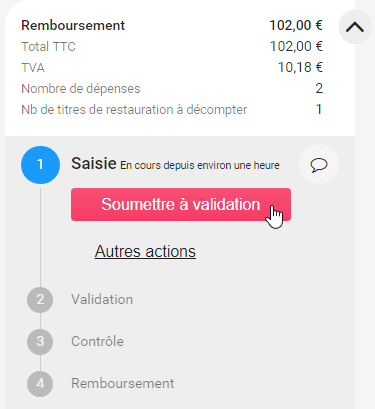 Remboursement 102,00 €
Total TTC 102,00 €
TVA 10,18 €
Nombre de dépenses 2
Nb de titres de restauration à décompter 1
1 Saisie En cours depuis environ une heure
Soumettre à validation
Autres actions
2 Validation
3 Contrôle
4 Remboursement